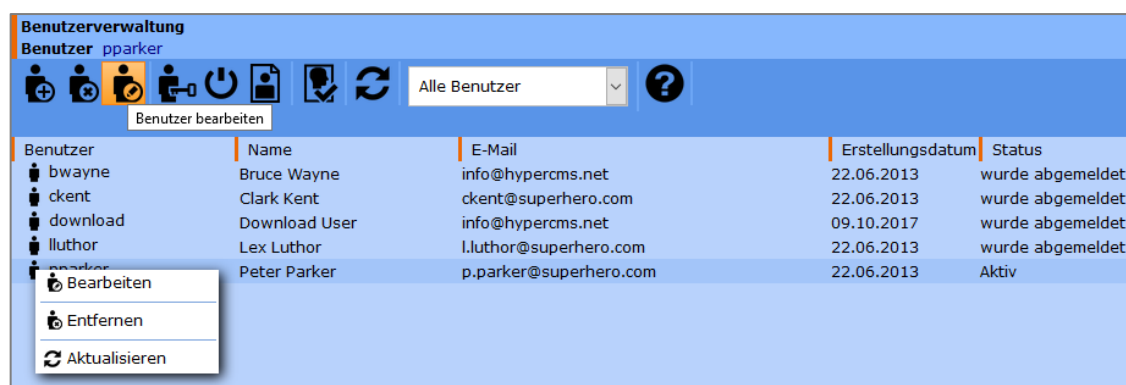 Benutzerverwaltung
Benutzer pparker
Alle Benutzer
Benutzer bearbeiten
Benutzer Name E-Mail Erstellungsdatum Status
bwayne Bruce Wayne info@hypercms.net 22.06.2013 wurde abgemeldet
ckent Clark Kent ckent@superhero.com 22.06.2013 wurde abgemeldet
download Download User info@hypercms.net 09.10.2017 wurde abgemeldet
lluthor Lex Luthor l.luthor@superhero.com 22.06.2013 wurde abgemeldet
pparker Peter Parker p.parker@superhero.com 22.06.2013 Aktiv
Bearbeiten
Entfernen
Aktualisieren